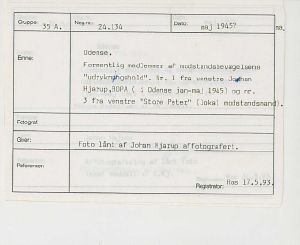 Gruppe: 35 A. Neg.nr.: 24.134 Dato: maj 1945?
Emne: Odense.
Formentlig medlemmer af modstandsbevægelsens
"udrykningshold". Nr. 1 fra venstre Johan
Hjarup, BOPA ( i Odense jan-maj 1945) og nr.
3 fra venstre "Store Peter" (lokal modstandsmand).
Fotograf
Giver: Foto lånt af Johan Hjarup affotograferet.
Referencer:
Registrator: Has 17.5.93.